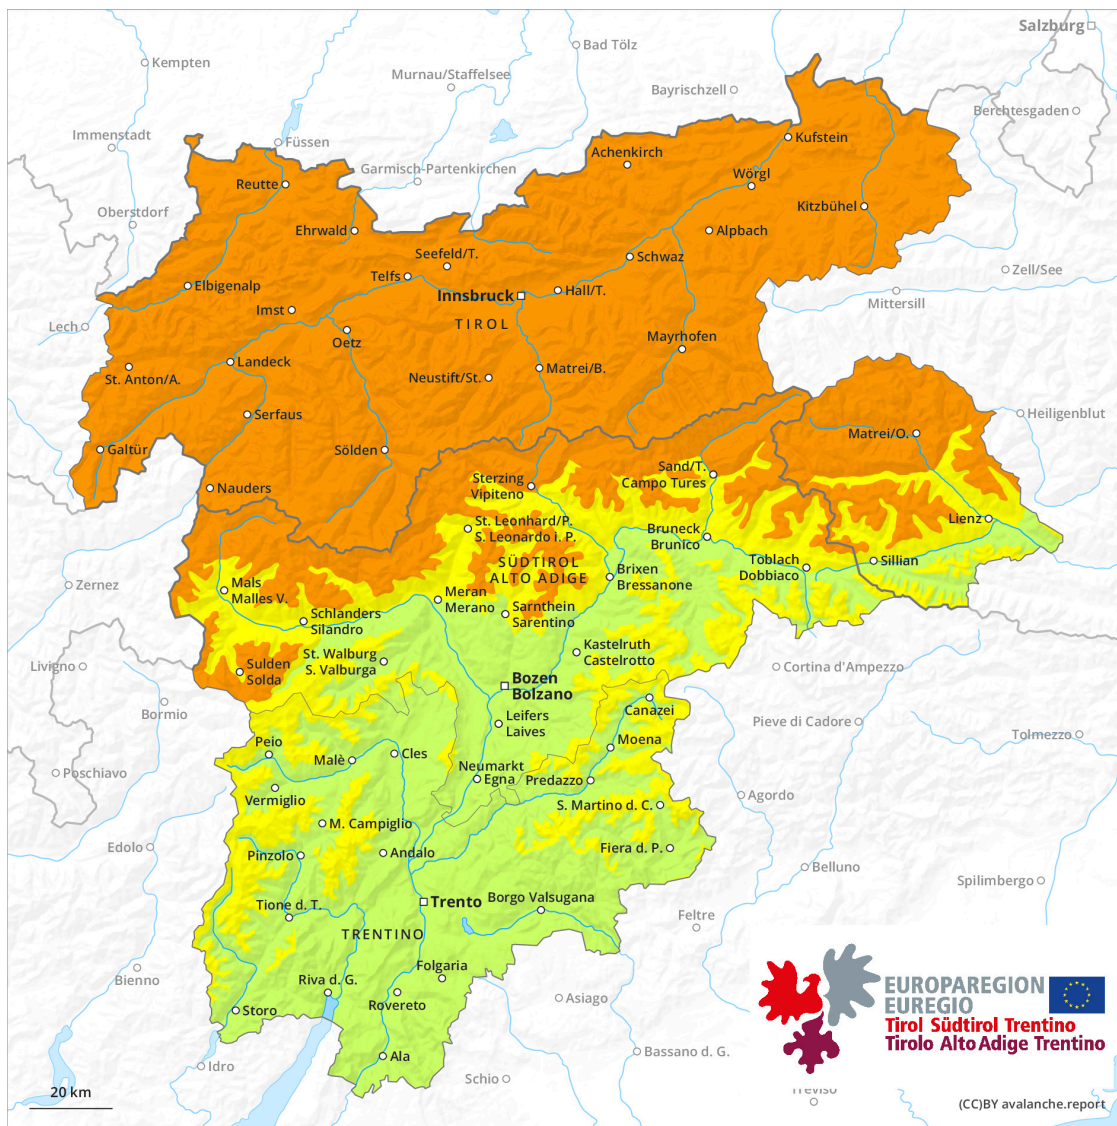 Salzburg
Bad Tölz
Kempten
Murnau/Staffelsee
Bayrischzell
Berchtesgaden
Immenstadt
Füssen
Kufstein
Achenkirch
Garmisch-Partenkirchen
Wörgl
Reutte
Oberstdorf
Kitzbühel
Ehrwald
Alpbach
Seefeld/T.
Schwaz
Telfs
Zell/See
Elbigenalp
Innsbruck
Hall/T.
Mittersill
Imst
TIROL
Lech
Oetz
Mayrhofen
Landeck
Matrei/B.
St. Anton/A.
Neustift/St.
Serfaus
Heiligenblut
Matrei/O.
Galtür
Sölden
Nauders
Sterzing
Vipiteno
Sand/T.
Campo Tures
St. Leonhard/P.
S. Leonardo i. P.
Lienz
Bruneck
Brunico
SÜDTIROL
ALTO ADIGE
Toblach
Dobbiaco
Sillian
Brixen
Bressanone
Zernez
Mals
Malles V.
Meran
Merano
Sarnthein
Sarentino
Schlanders
Silandro
Kastelruth
Castelrotto
St. Walburg
S. Valburga
Livigno
Sulden
Solda
Cortina d'Ampezzo
Bozen
Bolzano
Bormio
Canazei
Leifers
Laives
Pieve di Cadore
Tolmezzo
Peio
Moena
Cles
Malè
Poschiavo
Neumarkt
Egna
Predazzo
Vermiglio
Agordo
S. Martino d. C.
M. Campiglio
Edolo
Pinzolo
Andalo
Fiera d. P.
Belluno
Spilimbergo
Tione d. T.
Trento
Borgo Valsugana
Feltre
TRENTINO
Folgaria
Bienno
Riva d. G.
Rovereto
Asiago
Storo
EUROPAREGION
EUREGIO
Tirol Südtirol Trentino
Tirolo Alto Adige Trentino
Ala
Bassano d. G.
Idro
Schio
Treviso
20 km
(CC)BY avalanche.report